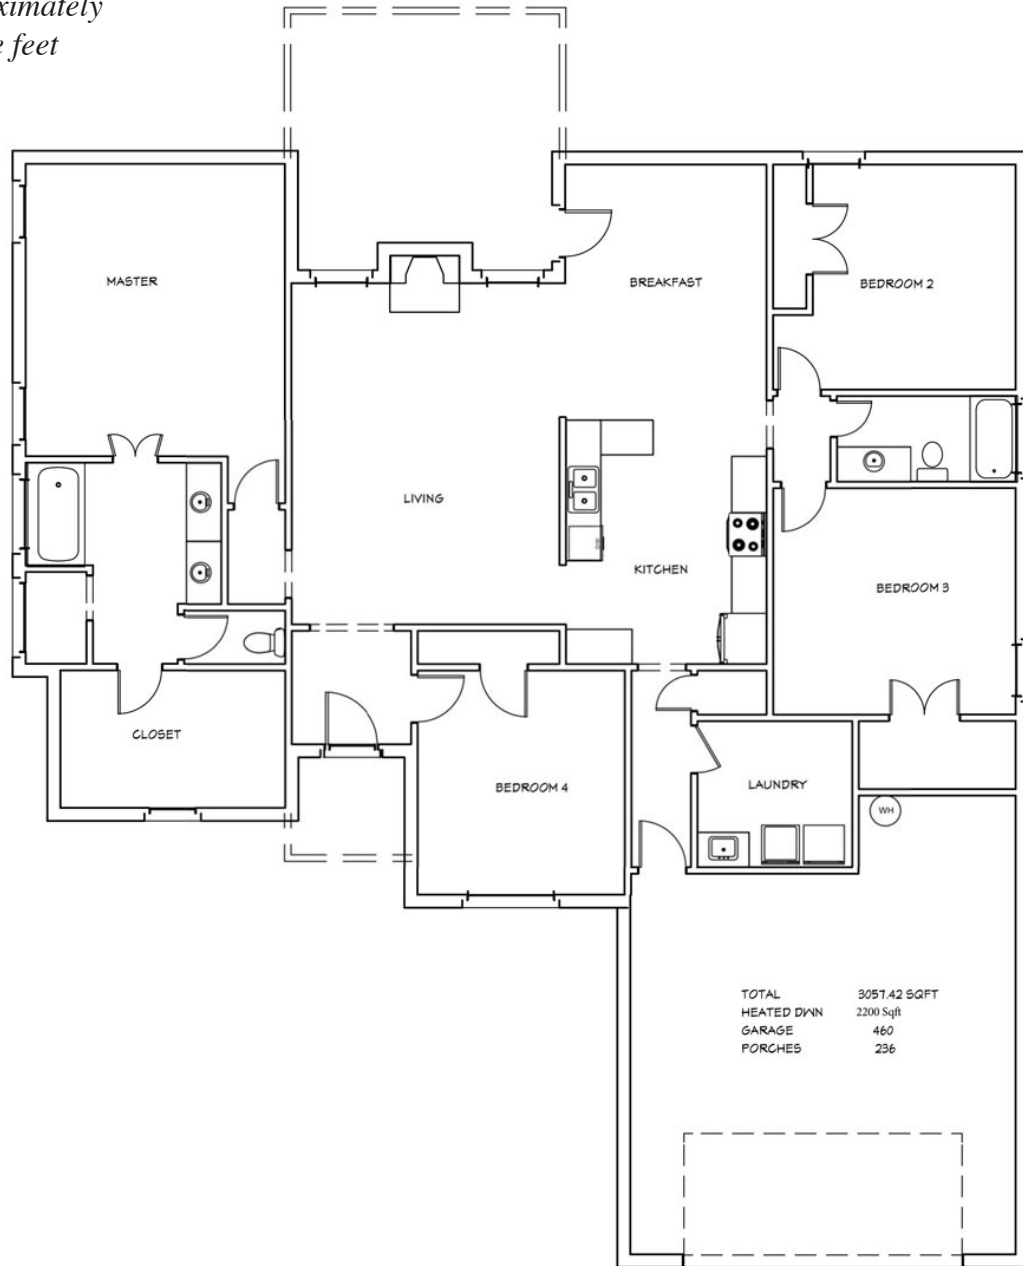 e feet
MASTER
BREAKFAST
BEDROOM 2
LIVING
KITCHEN
BEDROOM 3
CLOSET
BEDROOM 4
LAUNDRY
WH
TOTAL 3057.42 SQFT
HEATED DWN 2200 Sqft
GARAGE 460
PORCHES 236